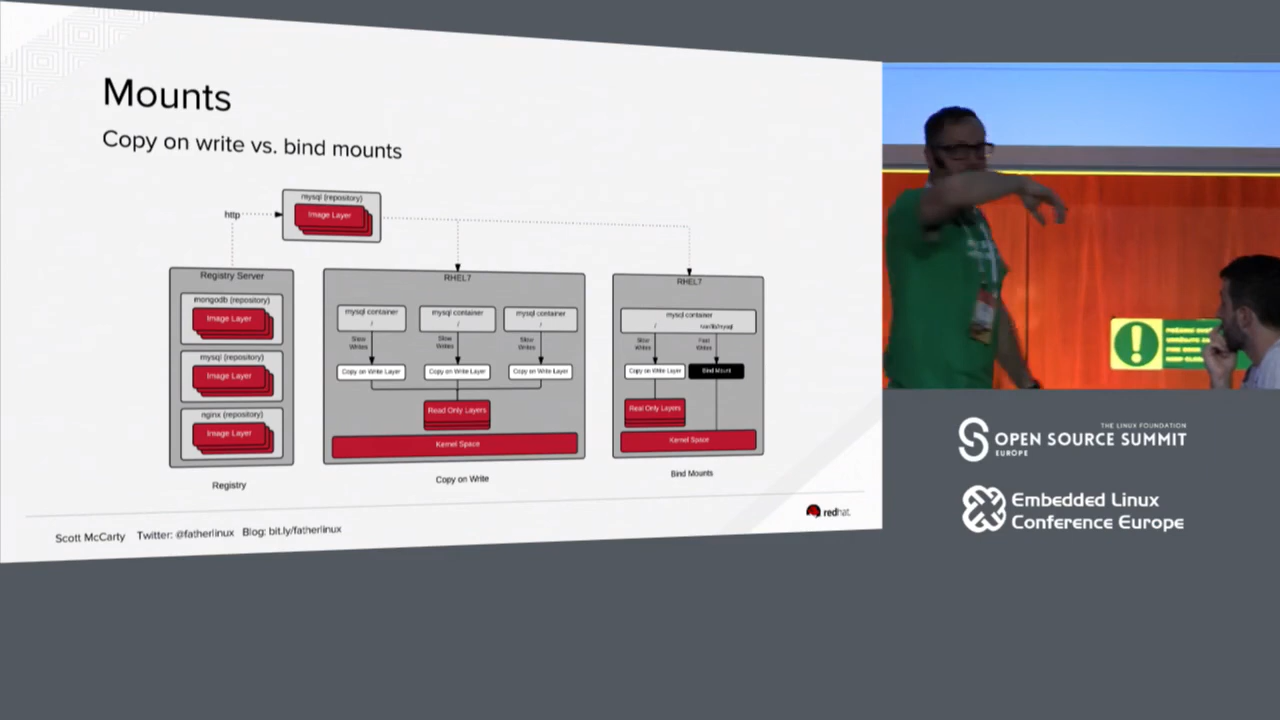 Mounts
Copy on write vs. bind mounts
mysql (repository)
Image Layer
http
Registry Server
mongodb (repository)
Image Layer
mysql (repository)
Image Layer
nginx (repository)
Image Layer
Registry
RHEL7
mysql container
/
mysql container
/
mysql container
/
Slow
Writes
Slow
Writes
Slow
Writes
Copy on Write Layer
Copy on Write Layer
Copy on Write Layer
Read Only Layers
Kernel Space
Copy on Write
RHEL7
mysql container
/
/var/lib/mysql
Slow
Writes
Fast
Writes
Copy on Write Layer
Bind Mount
Real Only Layers
Kernel Space
Bind Mounts
Scott McCarty Twitter: @fatherlinux Blog: bit.ly/fatherlinux
redhat.
THE LINUX FOUNDATION
OPEN SOURCE SUMMIT
EUROPE
Embedded Linux
Conference Europe